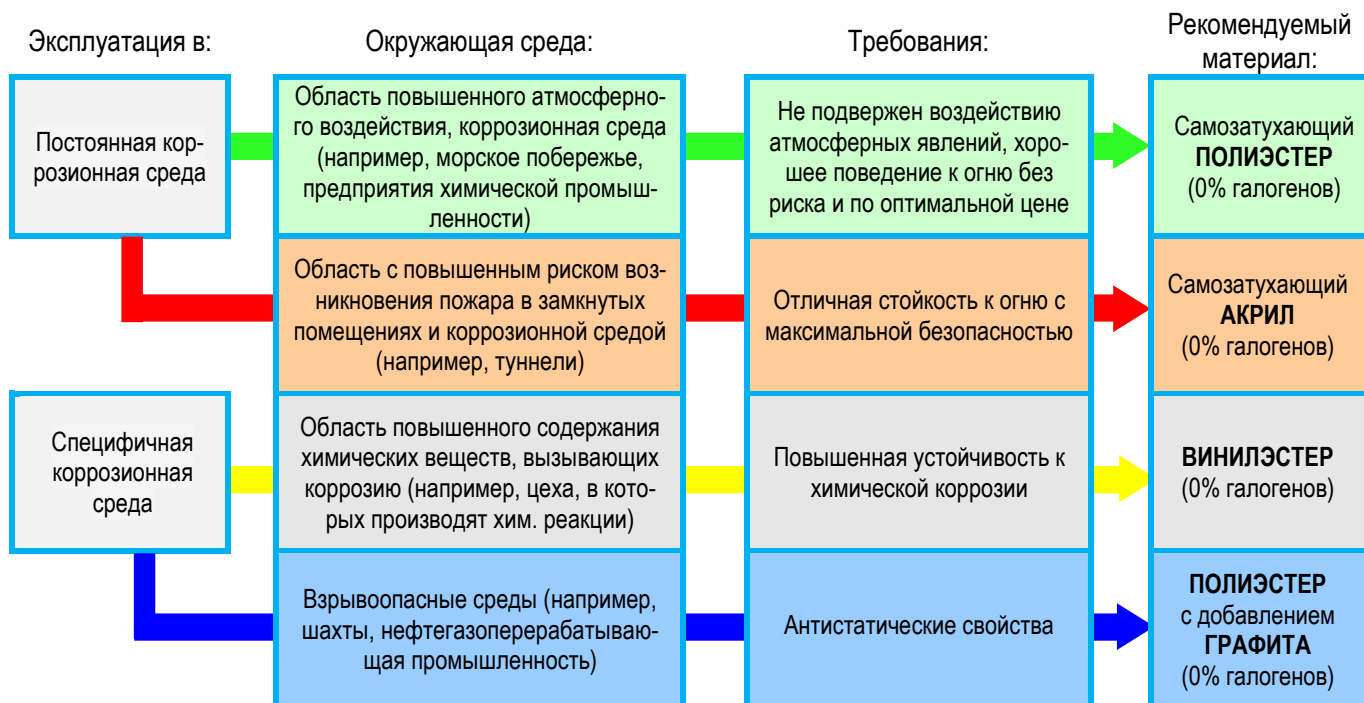 Эксплуатация в:
Окружающая среда:
Требования:
Рекомендуемый
материал:
Постоянная кор-
розионная среда
Область повышенного атмосферно-
го воздействия, коррозионная среда
(например, морское побережье,
предприятия химической промыш-
ленности)
Не подвержен воздействию
атмосферных явлений, хоро-
шее поведение к огню без
риска и по оптимальной цене
Самозатухающий
ПОЛИЭСТЕР
(0% галогенов)
Область с повышенным риском воз-
никновения пожара в замкнутых
помещениях и коррозионной средой
(например, туннели)
Отличная стойкость к огню с
максимальной безопасностью
Самозатухающий
АКРИЛ
(0% галогенов)
Специфичная
коррозионная
среда
Область повышенного содержания
химических веществ, вызывающих
коррозию (например, цеха, в кото-
рых производят хим. реакции)
Повышенная устойчивость к
химической коррозии
ВИНИЛЭСТЕР
(0% галогенов)
Взрывоопасные среды (например,
шахты, нефтегазоперерабатываю-
щая промышленность)
Антистатические свойства
ПОЛИЭСТЕР
с добавлением
ГРАФИТА
(0% галогенов)